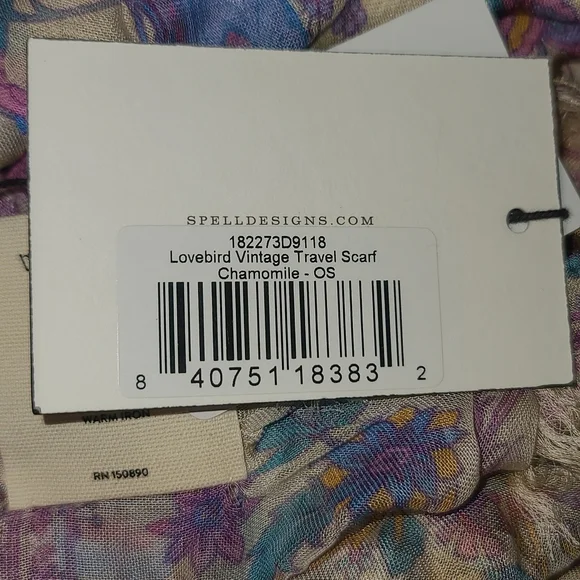 SPELLDESIGNS.COM
182273D9118
Lovebird Vintage Travel Scarf
Chamomile - OS
8 40751 18383 2
WARM IRON
RN 150890